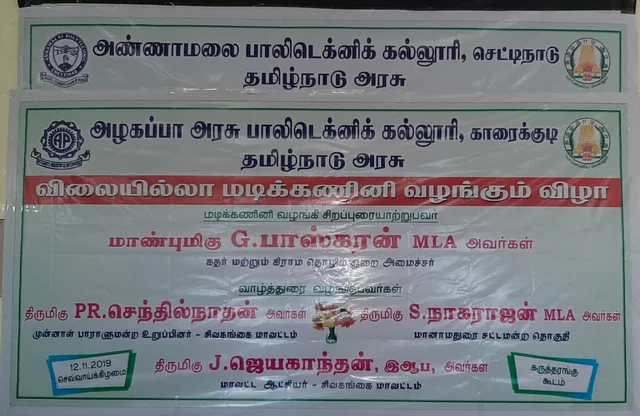 அண்ணாமலை பாலிடெக்னிக் கல்லூரி, செட்டிநாடு
தமிழ்நாடு அரசு
அழகப்பா அரசு பாலிடெக்னிக் கல்லூரி, காரைக்குடி
தமிழ்நாடு அரசு
விலையில்லா மடிக்கணினி வழங்கும் விழா
மடிக்கணினி வழங்கி சிறப்புரையாற்றுபவர்
மாண்புமிகு G.பாஸ்கரன் MLA அவர்கள்
கதர் மற்றும் கிராம தொழில் துறை அமைச்சர்
வாழ்த்துரை வழங்குபவர்கள்
திருமிகு PR.செந்தில்நாதன் அவர்கள் திருமிகு S.நாகராஜன் MLA அவர்கள்
முன்னாள் பாராளுமன்ற உறுப்பினர் - சிவகங்கை மாவட்டம் மானாமதுரை சட்டமன்ற தொகுதி
திருமிகு J.ஜெயகாந்தன், இஆப, அவர்கள்
மாவட்ட ஆட்சியர் - சிவகங்கை மாவட்டம்
12.11.2019
செவ்வாய்க்கிழமை
கருத்தரங்கு
கூடம்